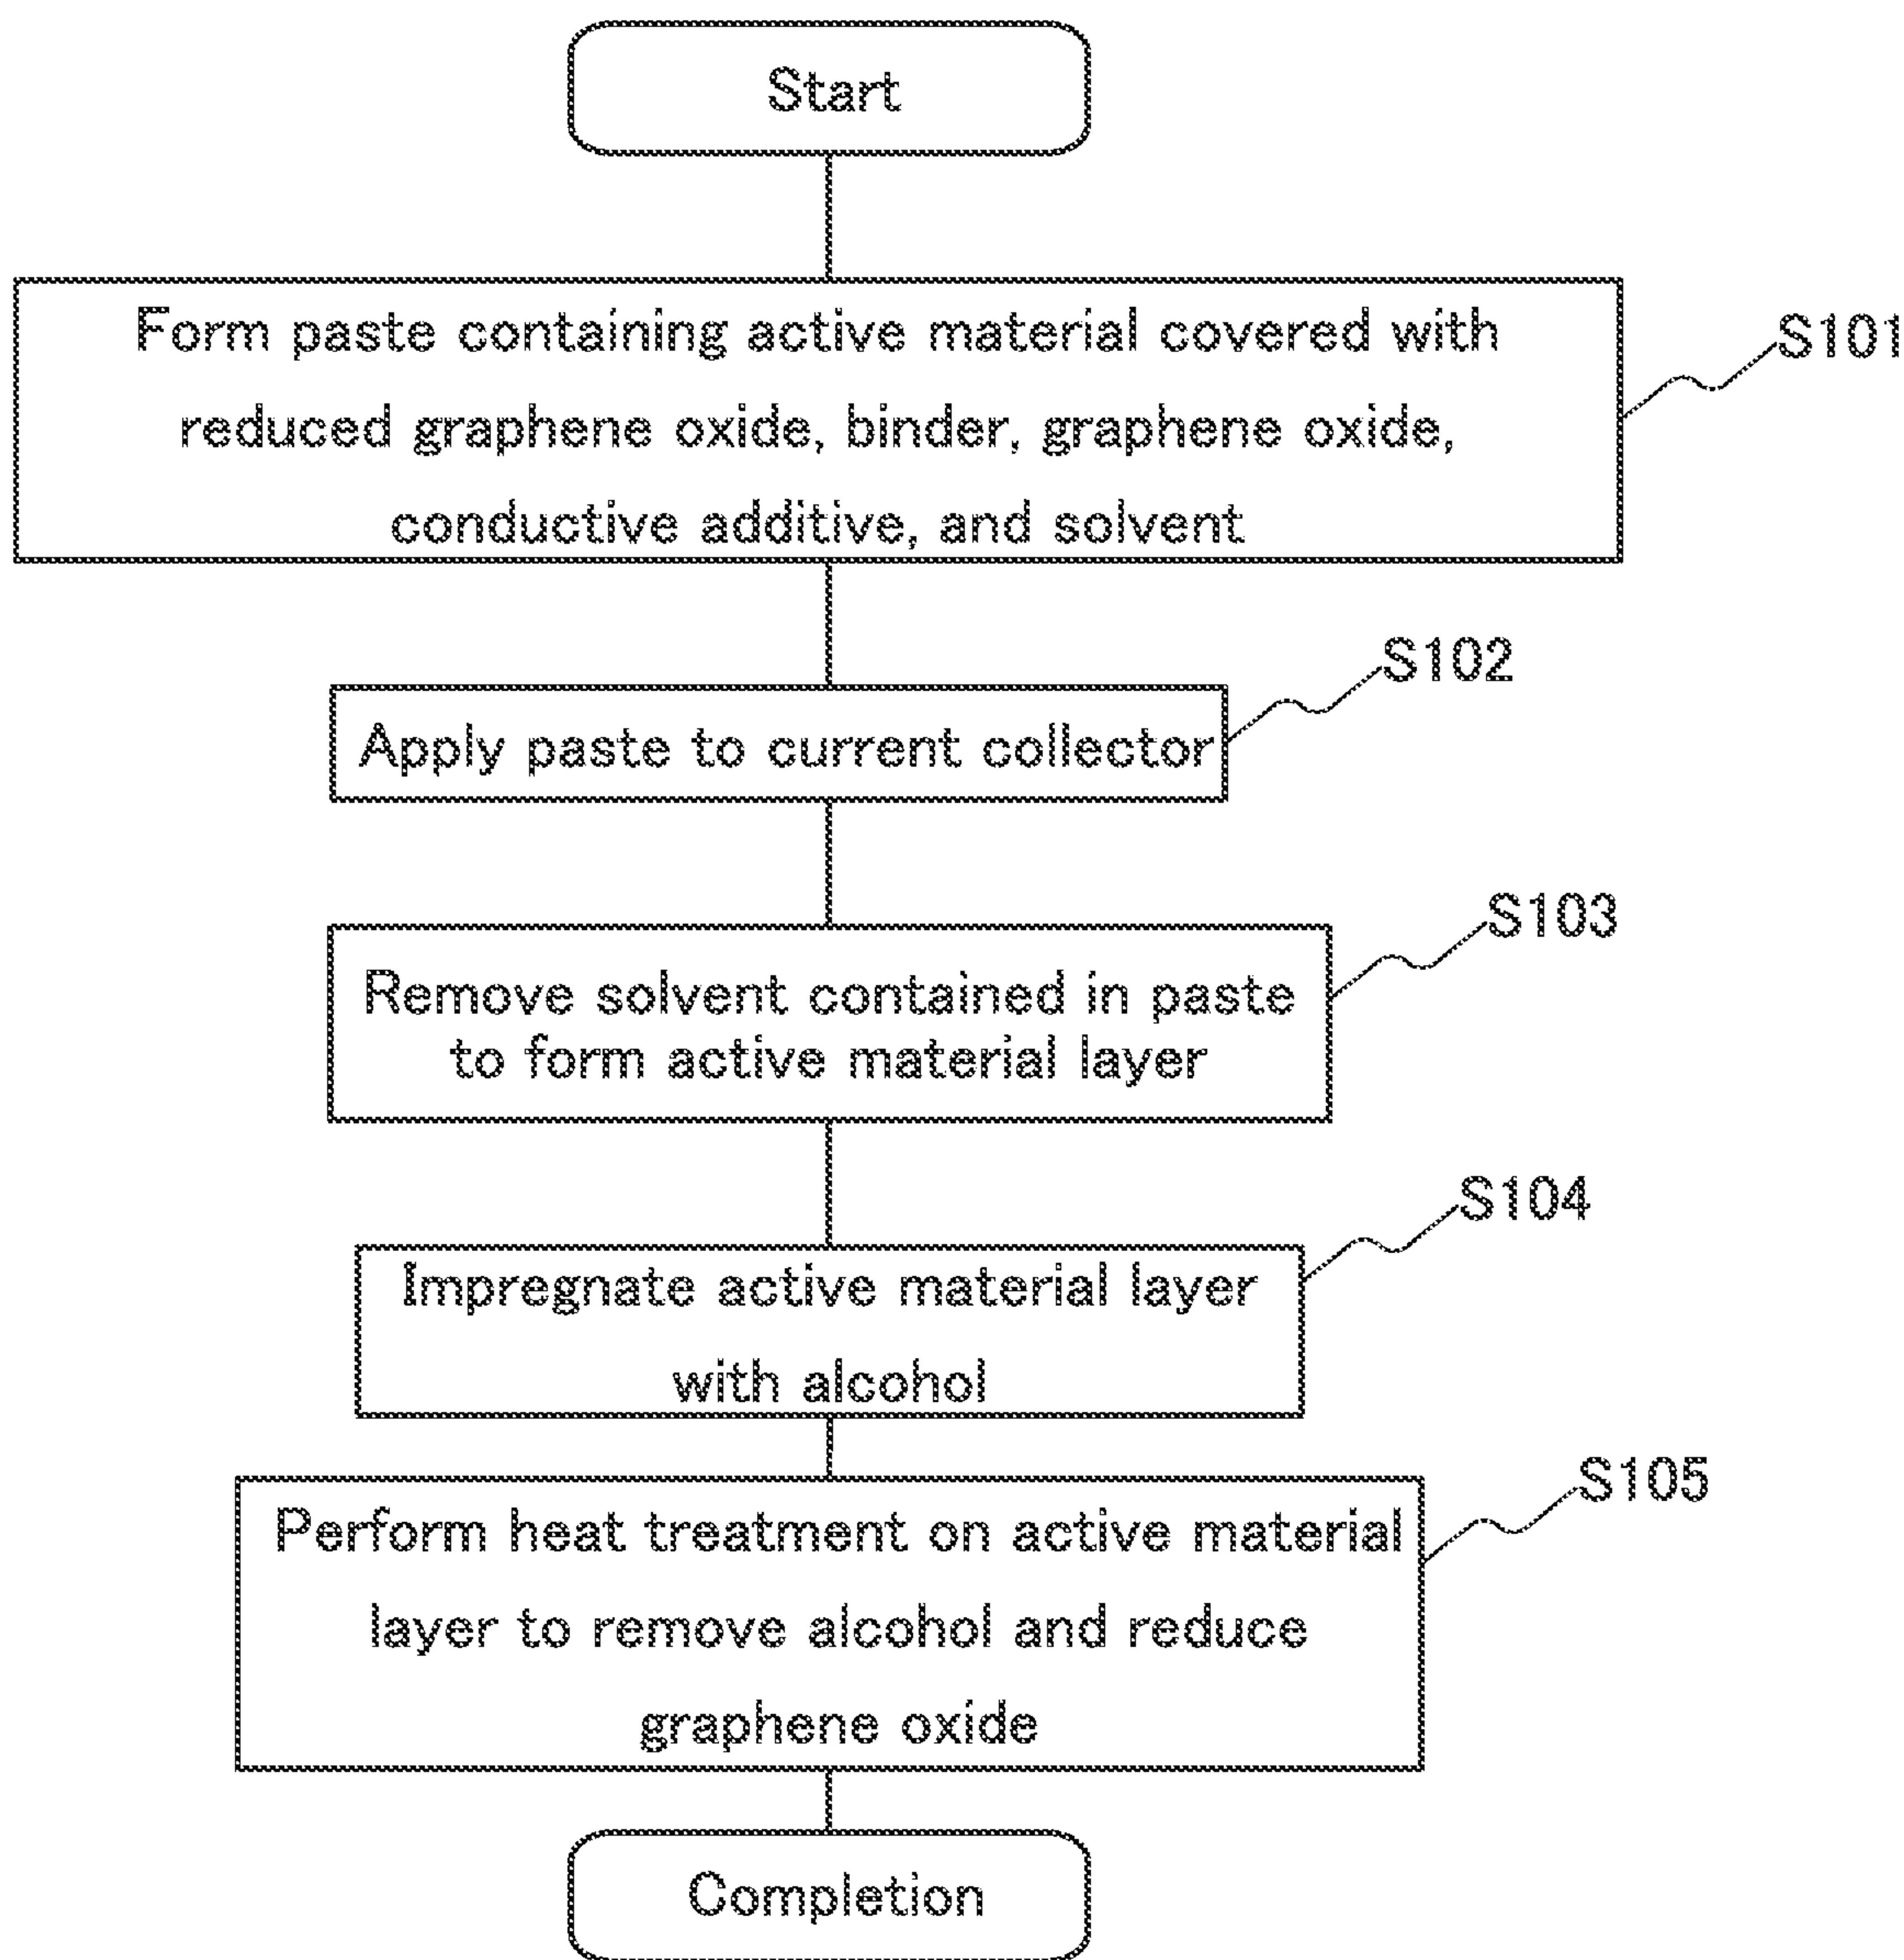 Start
Form paste containing active material covered with
reduced graphene oxide, binder, graphene oxide,
conductive additive, and solvent
S101
Apply paste to current collector
S102
Remove solvent contained in paste
to form active material layer
S103
Impregnate active material layer
with alcohol
S104
Perform heat treatment on active material
layer to remove alcohol and reduce
graphene oxide
S105
Completion